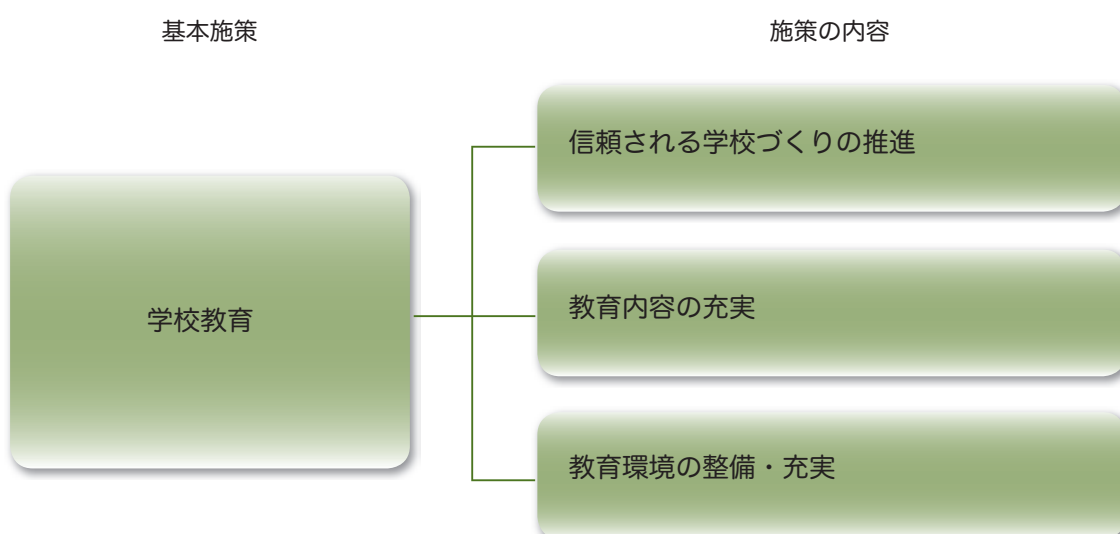 基本施策
施策の内容
学校教育
信頼される学校づくりの推進
教育内容の充実
教育環境の整備・充実